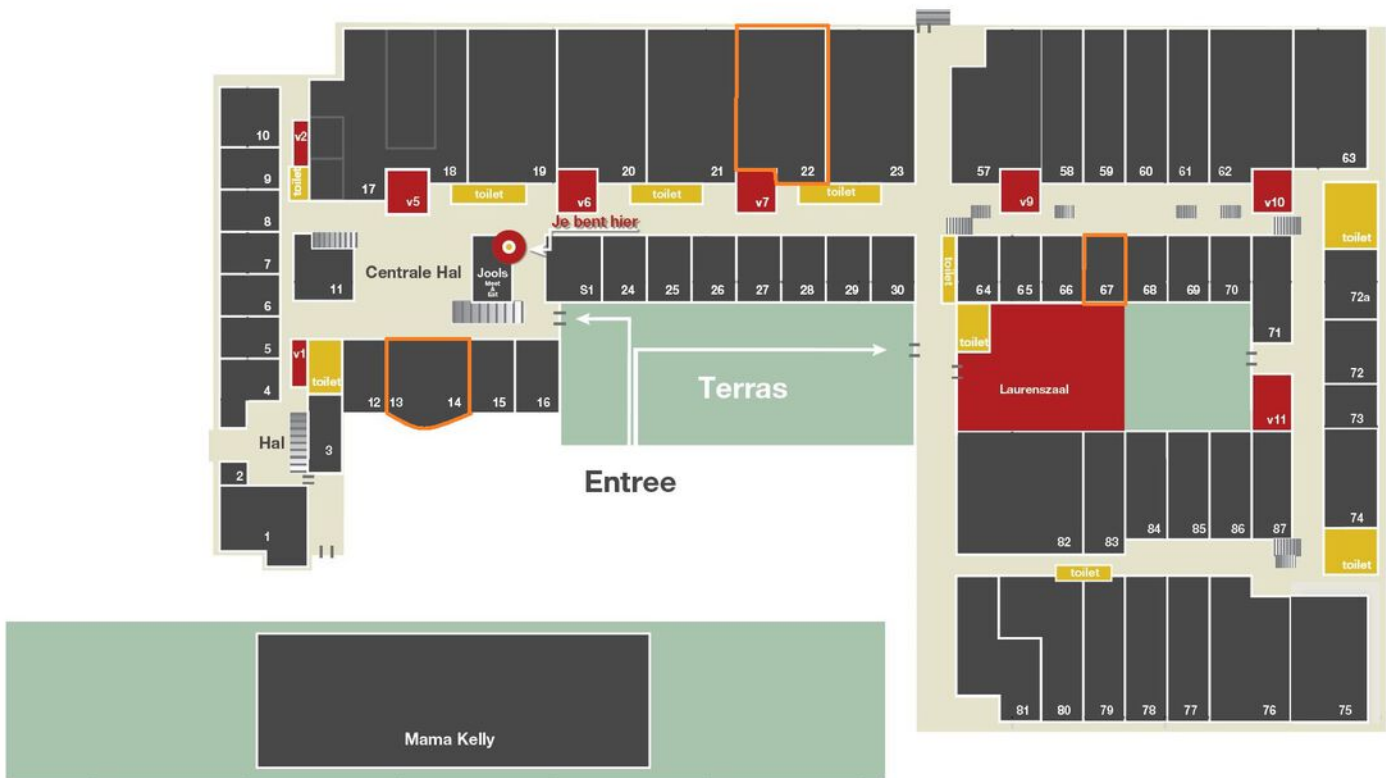 10
9
8
7
6
5
4
Hal
2
1
v2
toilet
17
v5
18
toilet
19
v6
20
toilet
21
v7
22
toilet
23
Je bent hier
11
Centrale Hal
Jools
Meet
&
Eat
S1
24
25
26
27
28
29
30
v1
toilet
3
12
13
14
15
16
Terras
Entree
Mama Kelly
57
v9
58
59
60
61
62
v10
63
toilet
toilet
64
65
66
67
68
69
70
71
72a
72
73
74
toilet
toilet
Laurenszaal
v11
82
83
84
85
86
87
toilet
81
80
79
78
77
76
75